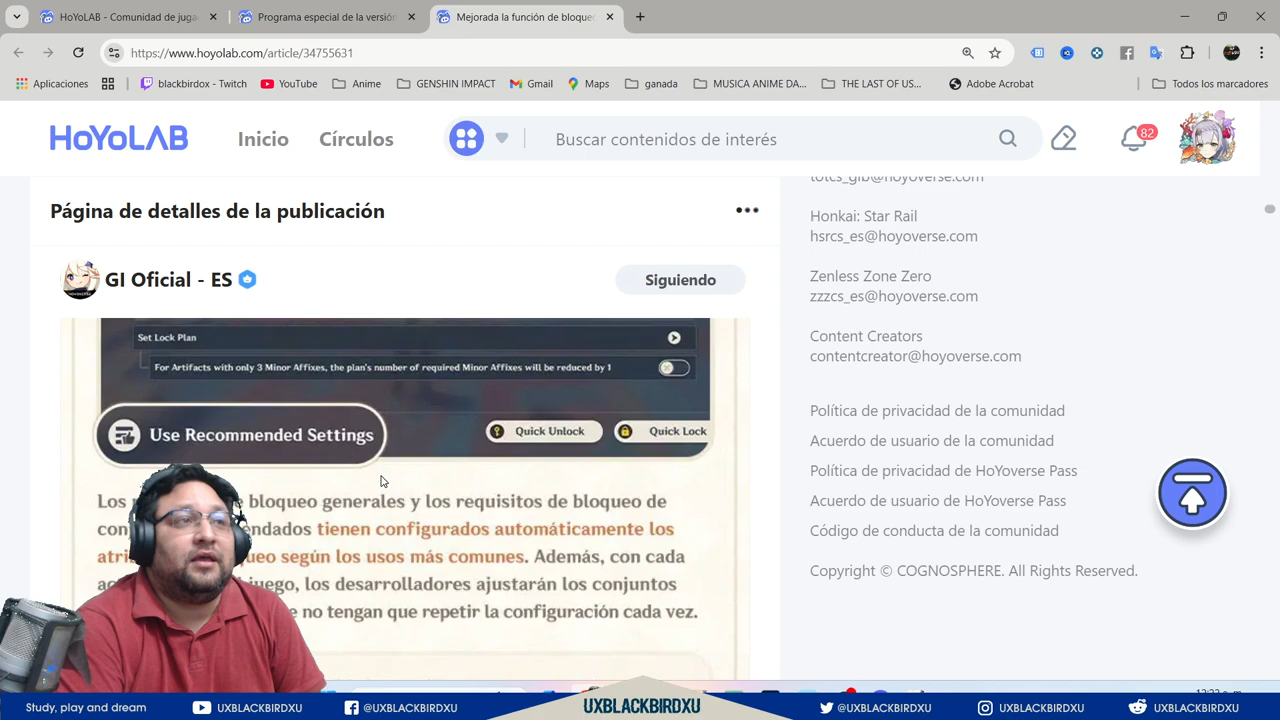 HoYoLAB - Comunidad de juga
Programa especial de la versión
Mejorada la función de bloqueo
https://www.hoyolab.com/article/34755631
Aplicaciones
blackbirdox - Twitch
YouTube
Anime
GENSHIN IMPACT
Gmail
Maps
ganada
MUSICA ANIME DA...
THE LAST OF US...
Adobe Acrobat
Todos los marcadores
HoYoLAB
Inicio
Círculos
Buscar contenidos de interés
82
Página de detalles de la publicación
GI Oficial - ES
Siguiendo
Set Lock Plan
For Artifacts with only 3 Minor Affixes, the plan's number of required Minor Affixes will be reduced by 1
Use Recommended Settings
Quick Unlock
Quick Lock
Los de bloqueo generales y los requisitos de bloqueo de
tienen configurados automáticamente los
según los usos más comunes. Además, con cada
los desarrolladores ajustarán los conjuntos
no tengan que repetir la configuración cada vez.
totcs_glb@hoyoverse.com
Honkai: Star Rail
hsrcs_es@hoyoverse.com
Zenless Zone Zero
zzzcs_es@hoyoverse.com
Content Creators
contentcreator@hoyoverse.com
Política de privacidad de la comunidad
Acuerdo de usuario de la comunidad
Política de privacidad de HoYoverse Pass
Acuerdo de usuario de HoYoverse Pass
Código de conducta de la comunidad
Copyright © COGNOSPHERE. All Rights Reserved.
Study, play and dream
UXBLACKBIRDXU
@UXBLACKBIRDXU
UXBLACKBIRDXU
@UXBLACKBIRDXU
UXBLACKBIRDXU
UXBLACKBIRDXU